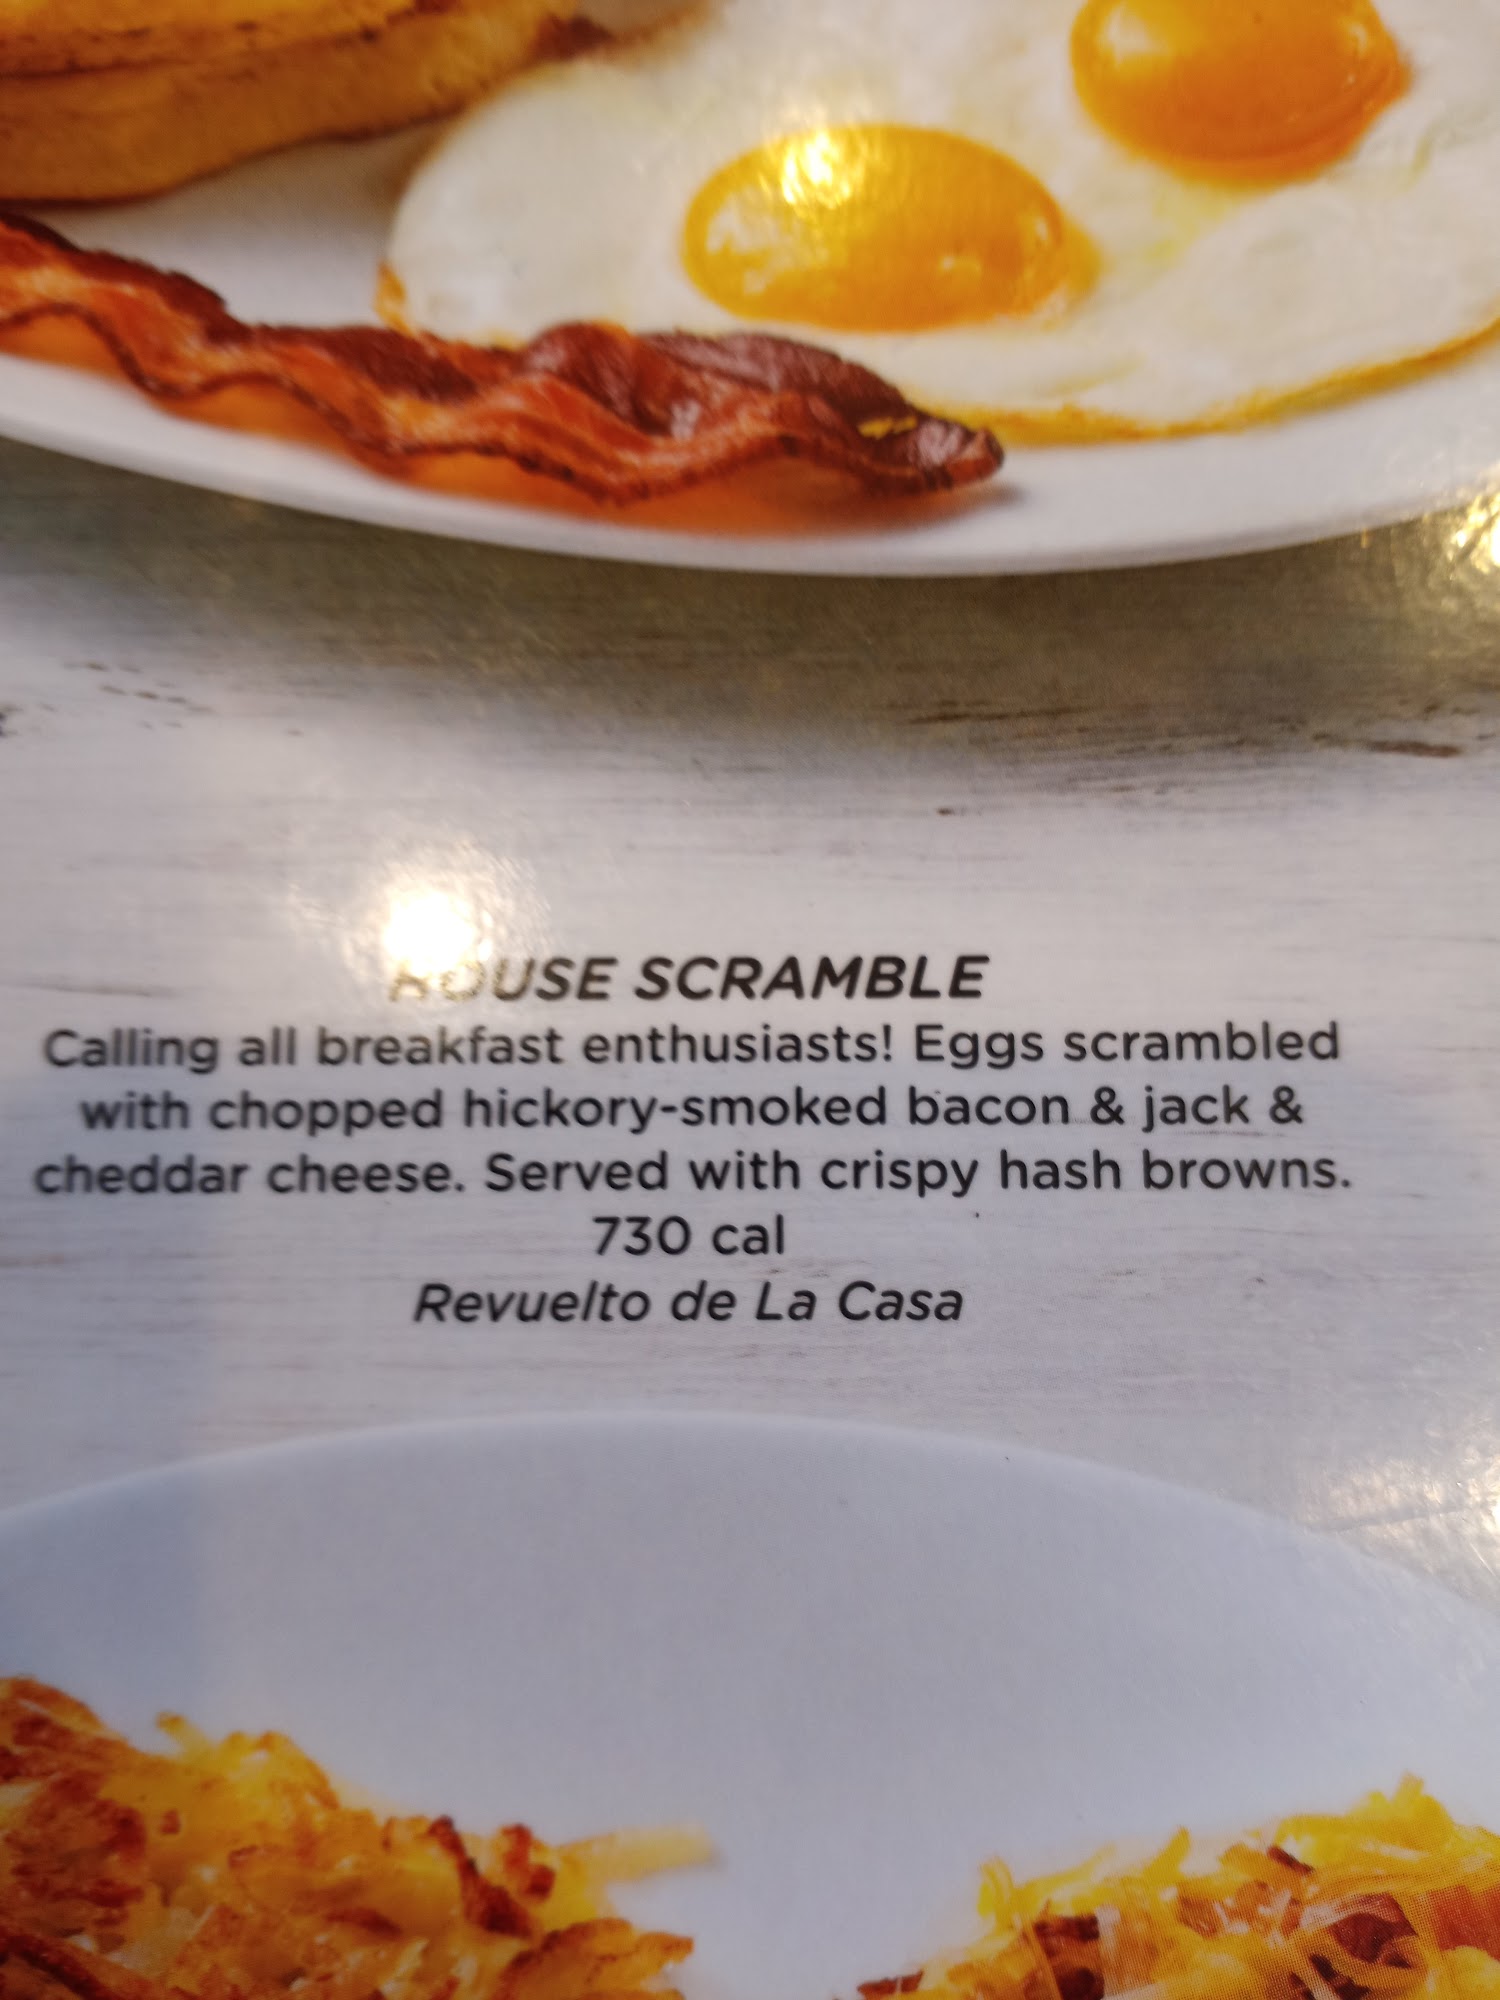 HOUSE SCRAMBLE
Calling all breakfast enthusiasts! Eggs scrambled
with chopped hickory-smoked bacon & jack &
cheddar cheese. Served with crispy hash browns.
730 cal
Revuelto de La Casa